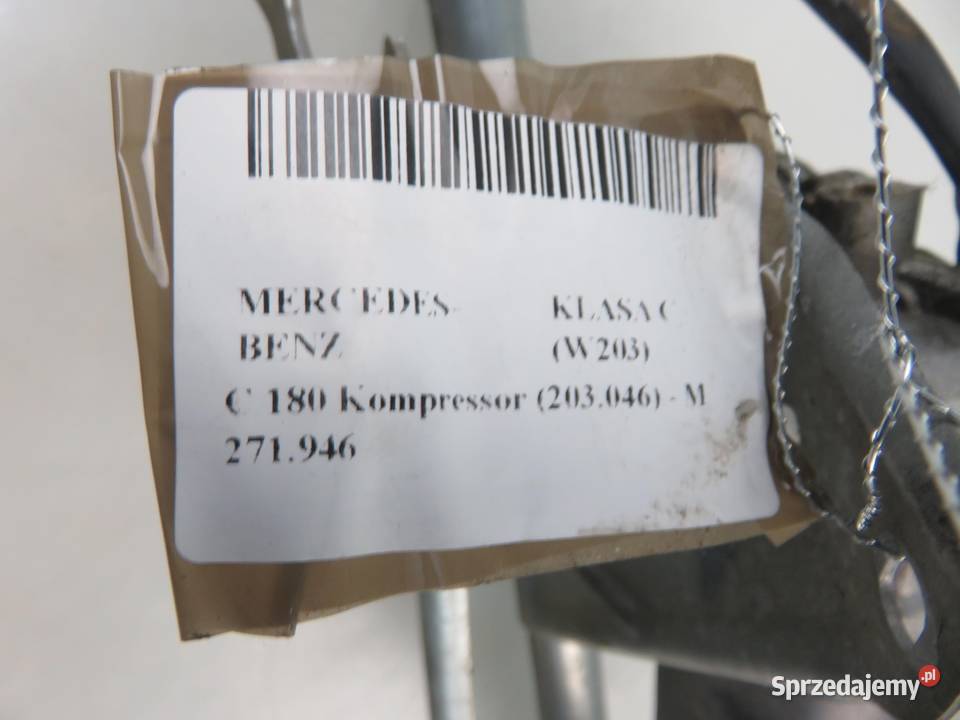 MERCEDES-
BENZ
KLASA C
(W203)
C 180 Kompressor (203.046) - M
271.946
Sprzedajemy.pl